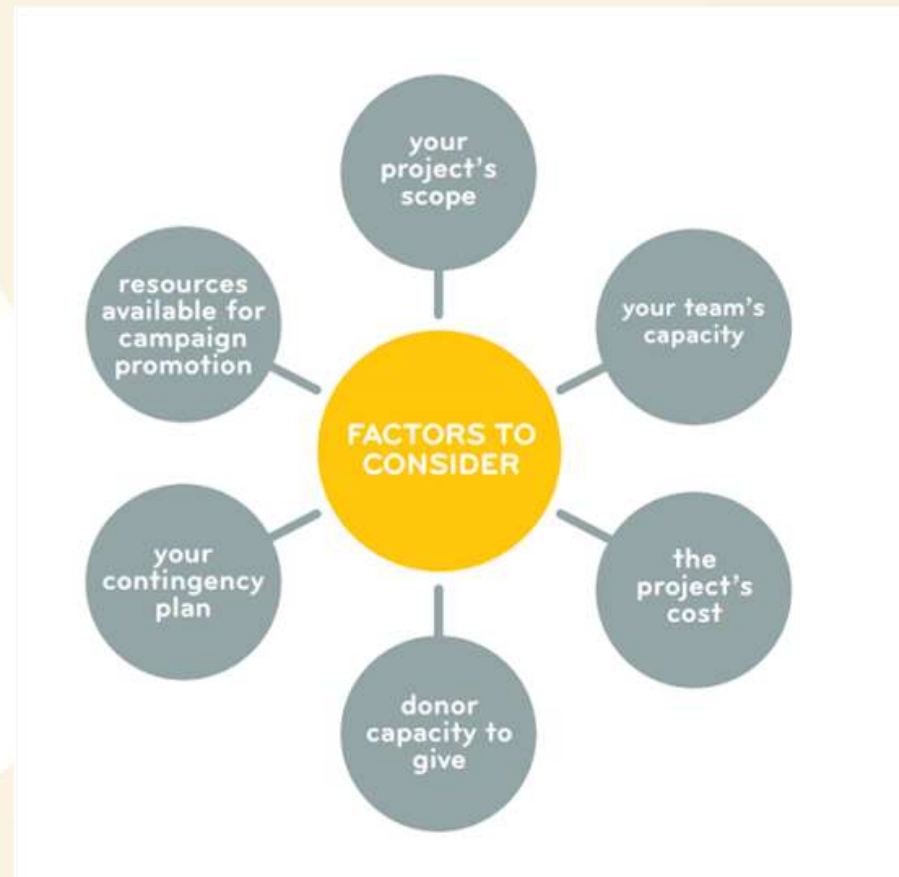 your
project's
scope
your team's
capacity
the
project's
cost
donor
capacity to
give
your
contingency
plan
resources
available for
campaign
promotion
FACTORS TO
CONSIDER